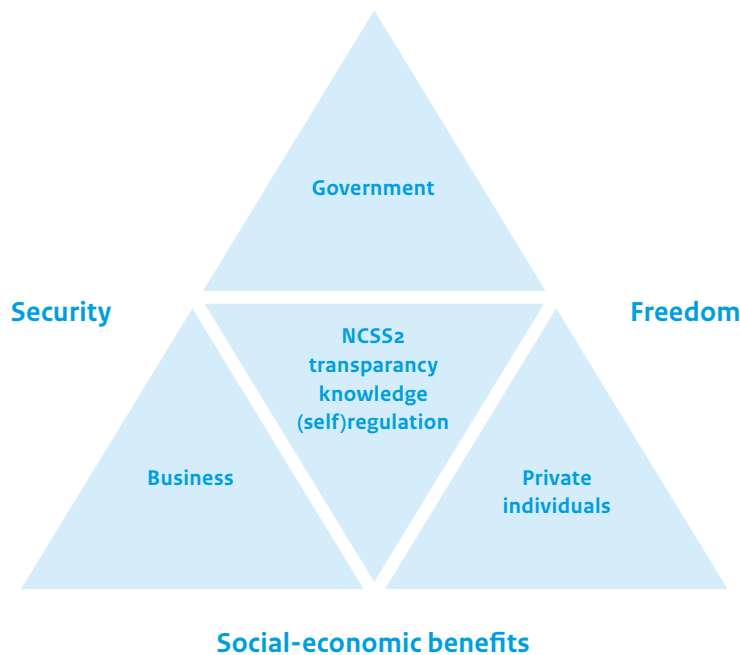 Government
Security
Freedom
NCSS2
transparancy
knowledge
(self)regulation
Business
Private
individuals
Social-economic benefits